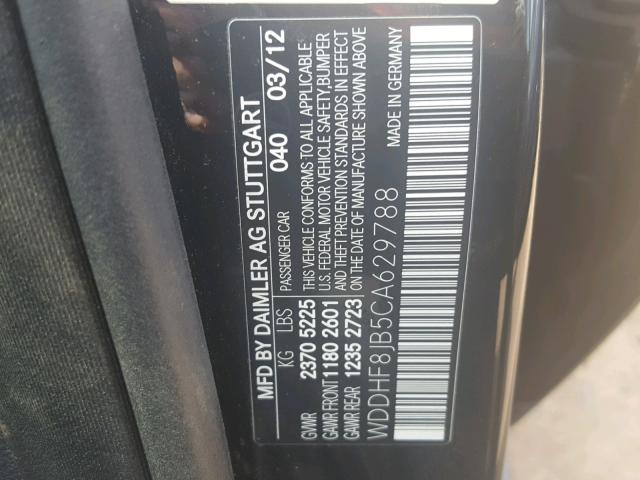 MFD BY DAIMLER AG STUTTGART
040 03/12
KG LBS PASSENGER CAR
GVWR 2370 5225 THIS VEHICLE CONFORMS TO ALL APPLICABLE
GAWR FRONT 1180 2601 U.S. FEDERAL MOTOR VEHICLE SAFETY, BUMPER
AND THEFT PREVENTION STANDARDS IN EFFECT
GAWR REAR 1235 2723 ON THE DATE OF MANUFACTURE SHOWN ABOVE
WDDHF8JB5CA629788 MADE IN GERMANY